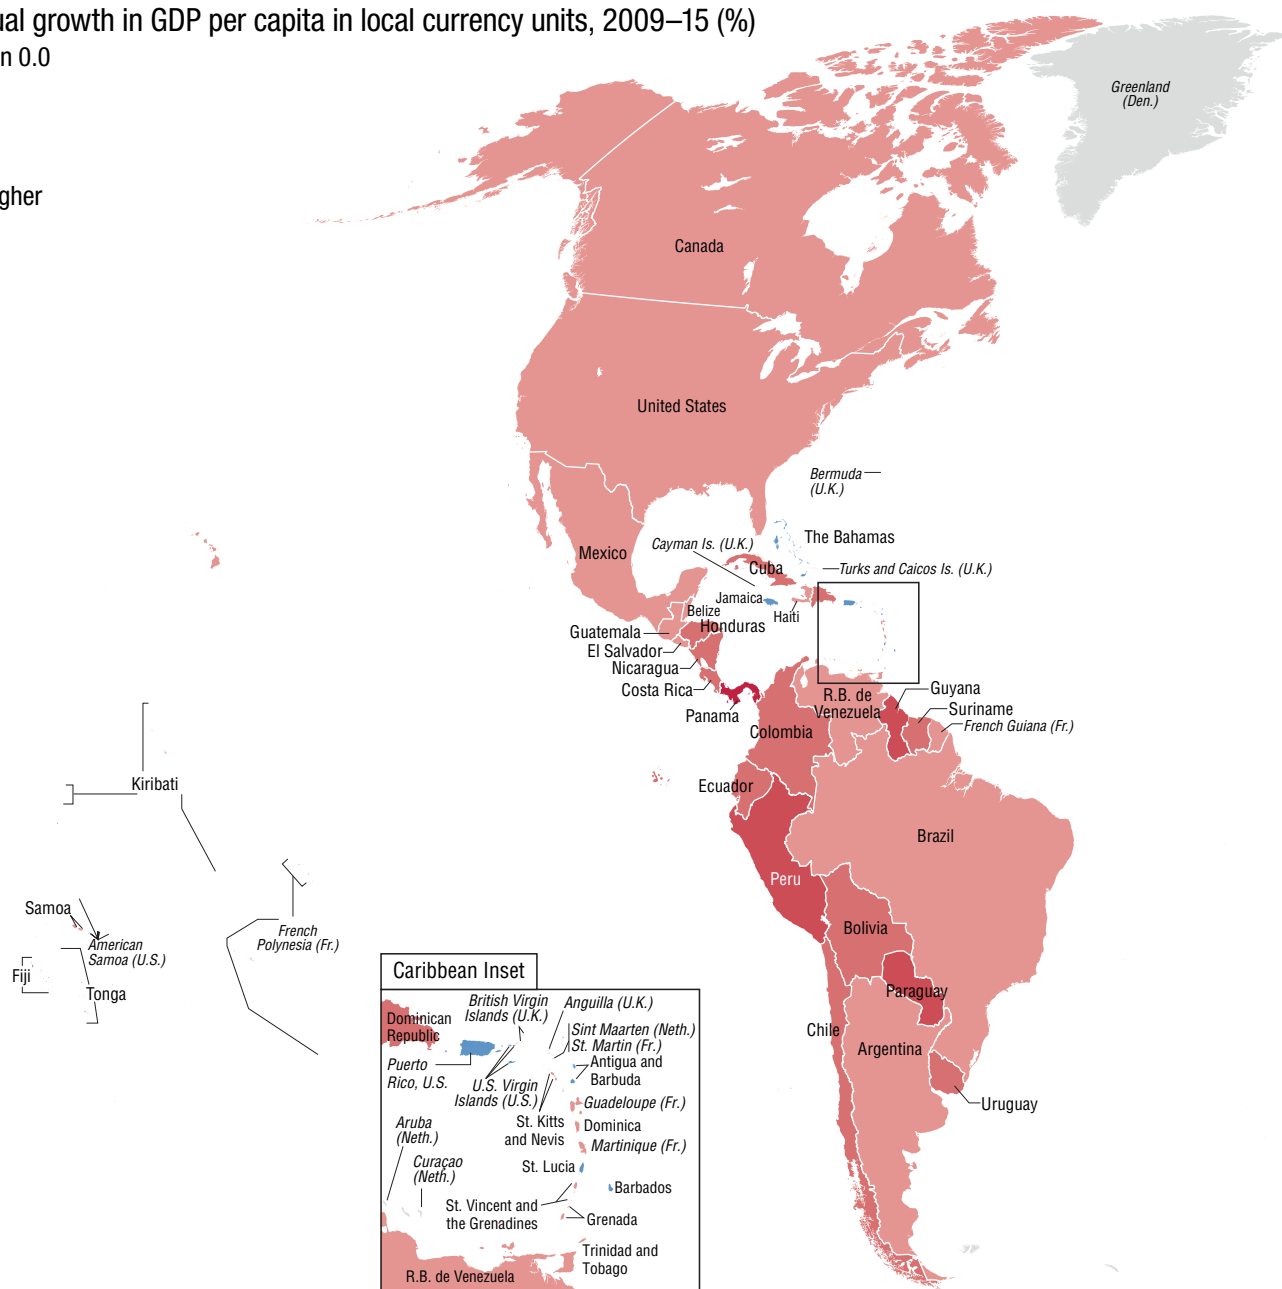 ual growth in GDP per capita in local currency units, 2009–15 (%)
n 0.0
gher
Greenland
(Den.)
Canada
United States
Bermuda
(U.K.)
Mexico
Cayman Is. (U.K.)
The Bahamas
Cuba
Turks and Caicos Is. (U.K.)
Jamaica
Belize
Haiti
Honduras
Guatemala
El Salvador
Nicaragua
Costa Rica
Panama
R.B. de
Venezuela
Guyana
Suriname
French Guiana (Fr.)
Colombia
Ecuador
Kiribati
Brazil
Peru
Samoa
American
Samoa (U.S.)
French
Polynesia (Fr.)
Bolivia
Fiji
Tonga
Paraguay
Chile
Argentina
Uruguay
Caribbean Inset
Dominican
Republic
British Virgin
Islands (U.K.)
Anguilla (U.K.)
Sint Maarten (Neth.)
St. Martin (Fr.)
Puerto
Rico, U.S.
U.S. Virgin
Islands (U.S.)
Antigua and
Barbuda
Guadeloupe (Fr.)
St. Kitts
and Nevis
Dominica
Aruba
(Neth.)
Martinique (Fr.)
Curaçao
(Neth.)
St. Lucia
Barbados
St. Vincent and
the Grenadines
Grenada
Trinidad and
Tobago
R.B. de Venezuela